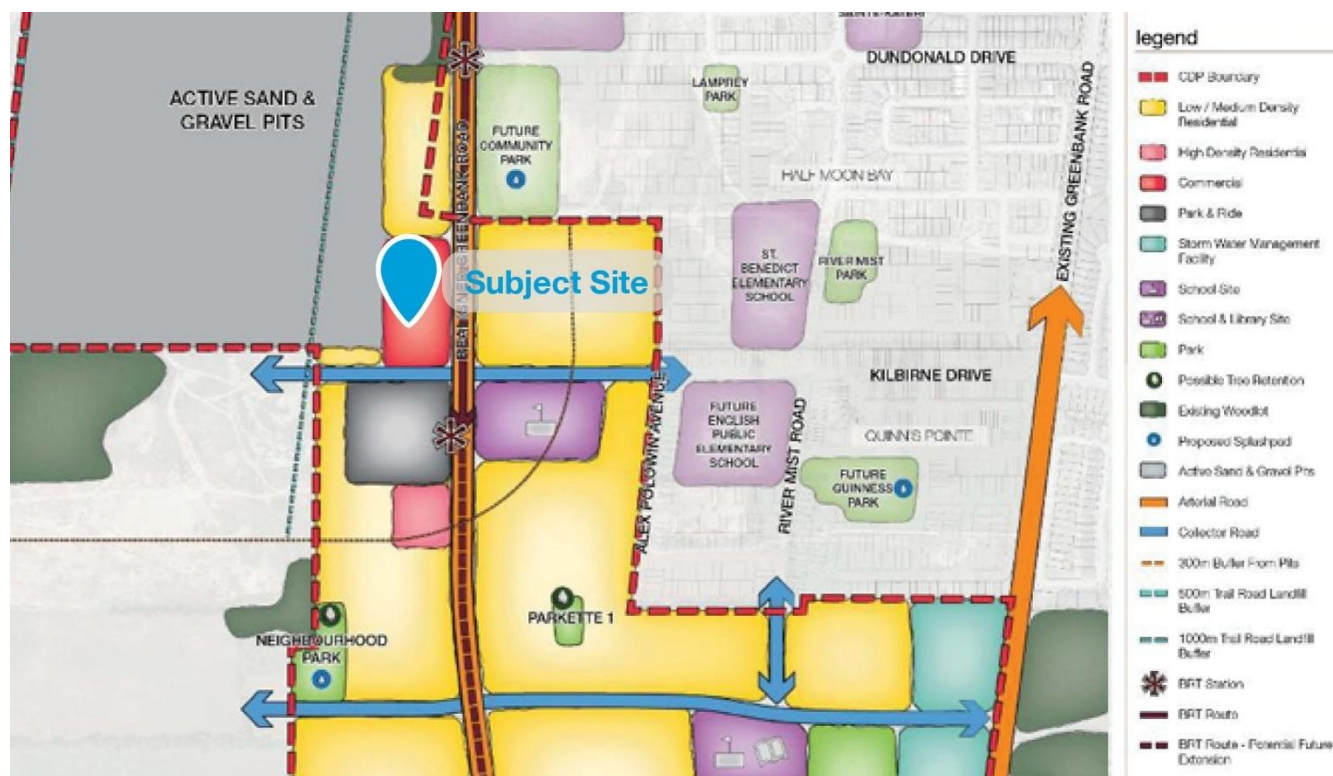 DUNDONALD DRIVE
LAMPREY
PARK
ACTIVE SAND &
GRAVEL PITS
FUTURE
COMMUNITY
PARK
HALF MOON BAY
EXISTING GREENBANK ROAD
ST.
BENEDICT
ELEMENTARY
SCHOOL
RIVER MIST
PARK
Subject Site
GREENBANK ROAD
KILBIRNE DRIVE
ALEX POLOWIN AVENUE
FUTURE
ENGLISH
PUBLIC
ELEMENTARY
SCHOOL
RIVER MIST ROAD
QUINN'S POINTE
FUTURE
GUINNESS
PARK
PARKETTE 1
NEIGHBOURHOOD
PARK
legend
CDP Boundary
Low / Medium Density
Residential
High Density Residential
Commercial
Park & Ride
Storm Water Management
Facility
School Site
School & Library Site
Park
Possible Tree Retention
Existing Woodlot
Proposed Splashpad
Active Sand & Gravel Pits
Arterial Road
Collector Road
300m Buffer From Pits
500m Trail Road Landfill
Buffer
1000m Trail Road Landfill
Buffer
BRT Station
BRT Route
BRT Route - Potential Future
Extension